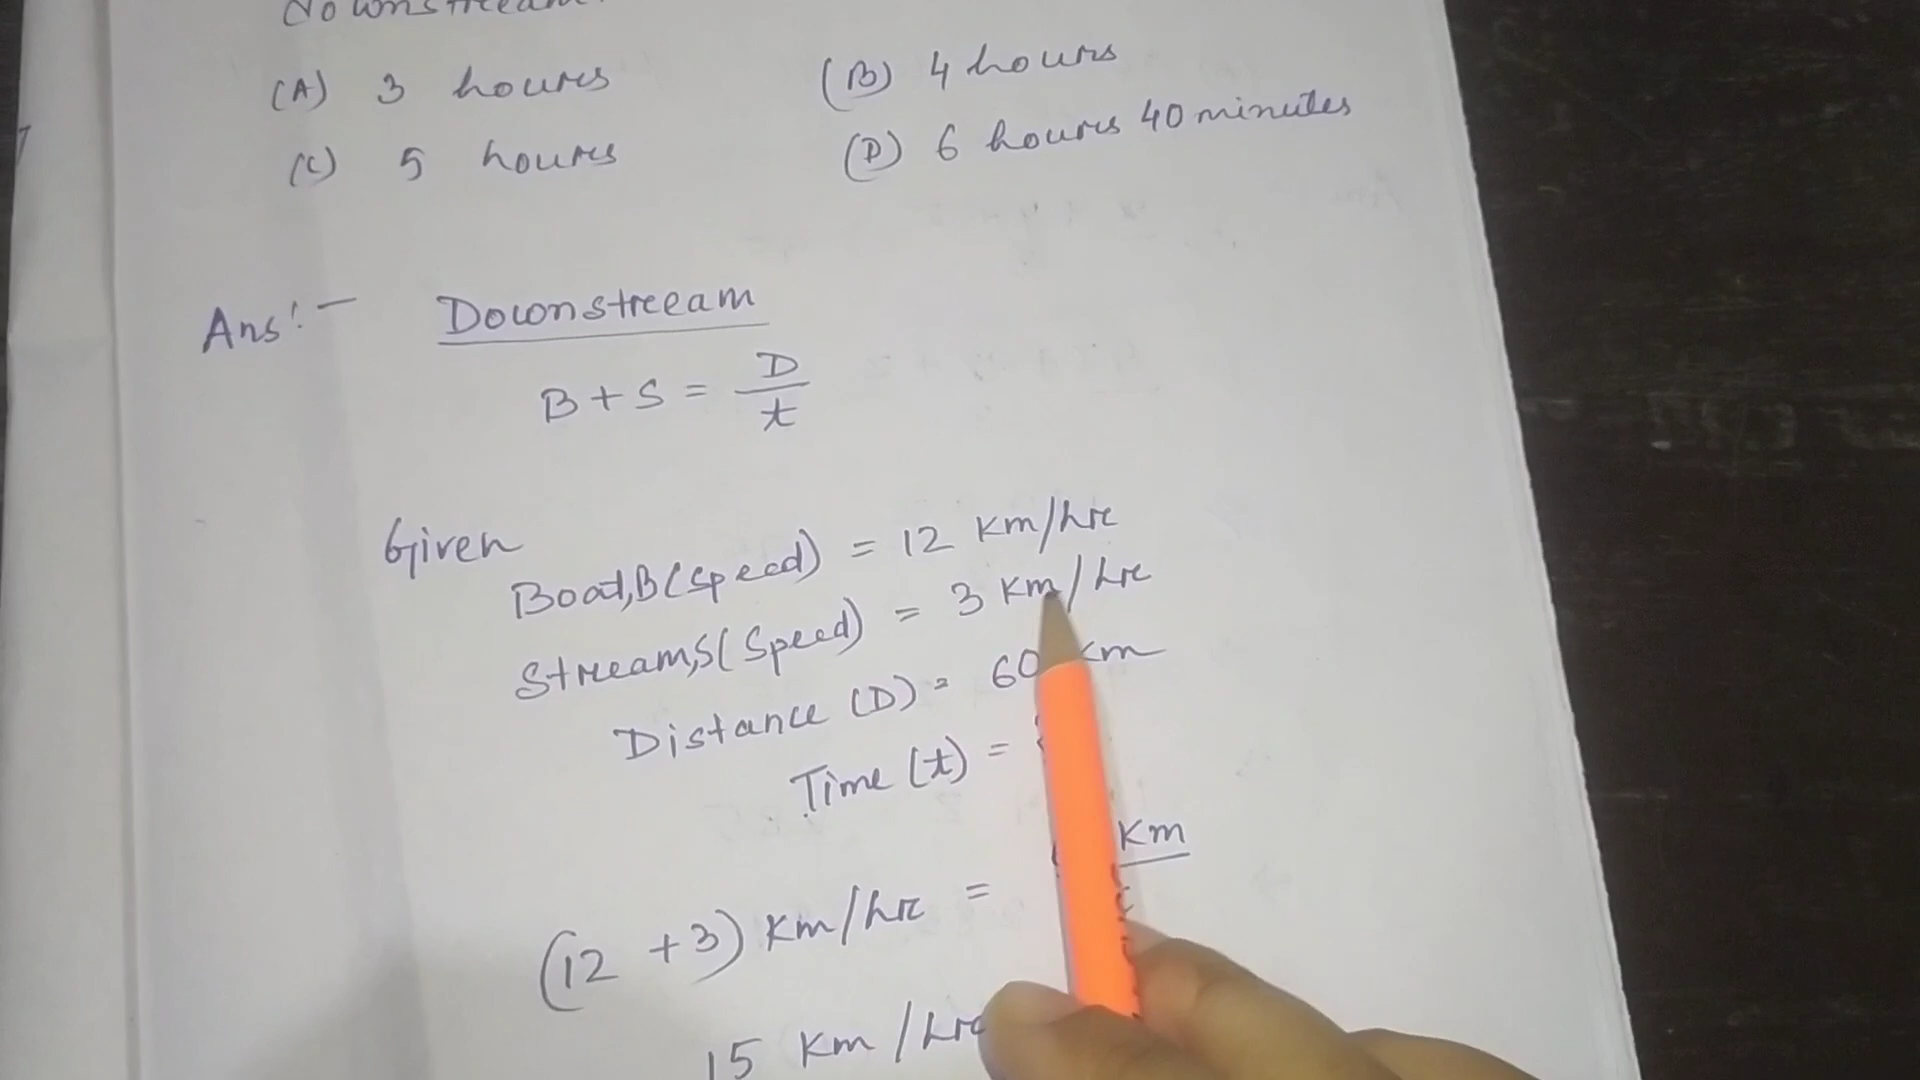 Downstream.
(A) 3 hours
(B) 4 hours
(C) 5 hours
(D) 6 hours 40 minutes
Ans:- Downstream
B + S = D/t
Given
Boat,B(speed) = 12 Km/hr
Stream,S(Speed) = 3 Km/hr
Distance (D) = 60 Km
Time (t) =
(12 + 3) Km/hr = Km
15 Km/hr